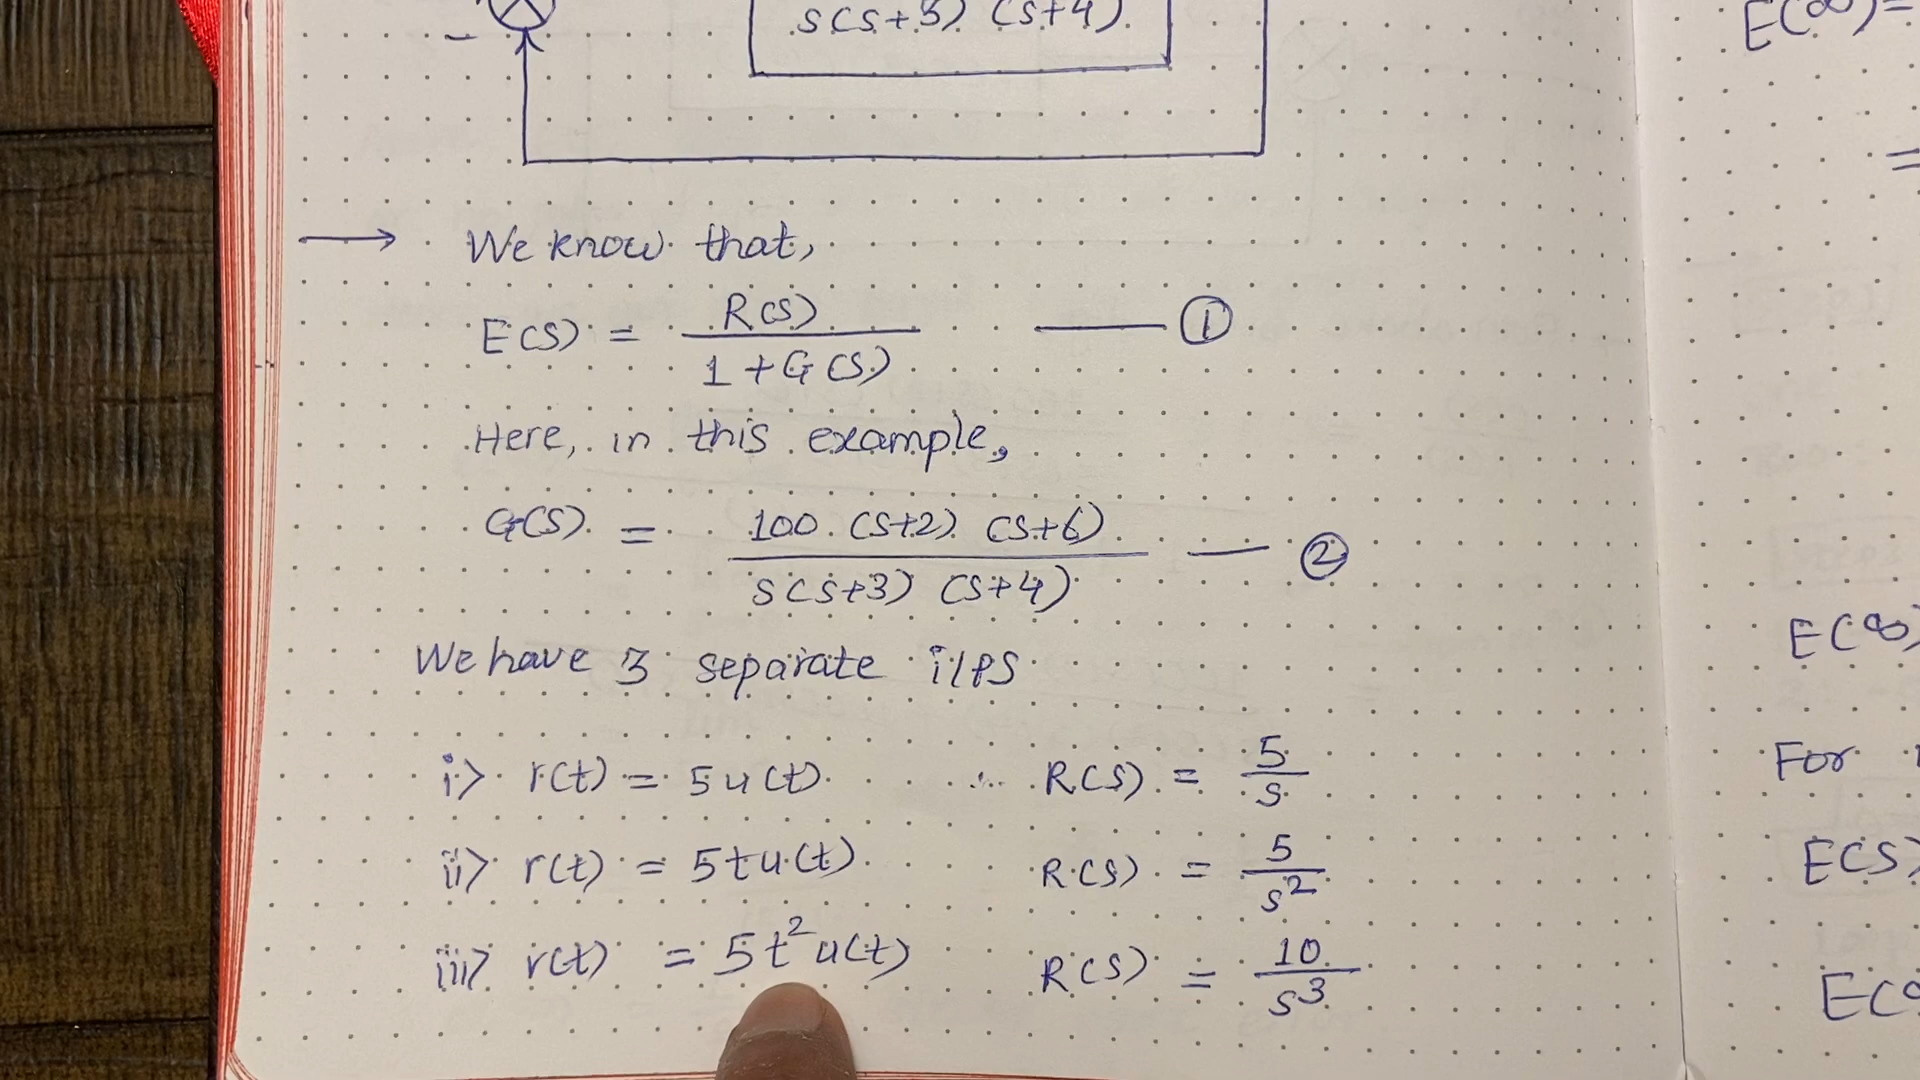 s(s+3) (s+4)
−
We know that,
E(s) = R(s) / 1 + G(s) —— ①
Here, in this example,
G(s) = 100 (s+2) (s+6) / s(s+3) (s+4) — ②
We have 3 separate i/ps
i> r(t) = 5u(t) ∴ R(s) = 5/s
ii> r(t) = 5tu(t) R(s) = 5/s²
iii> r(t) = 5t²u(t) R(s) = 10/s³
E(∞) =
=
E(∞)
For
E(s)